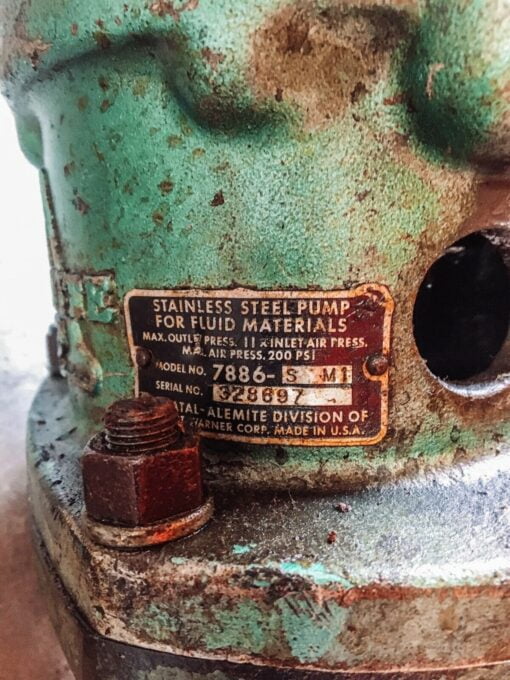 STAINLESS STEEL PUMP
FOR FLUID MATERIALS
MAX. OUTLET PRESS. 11 X INLET AIR PRESS.
MAX. AIR PRESS. 200 PSI
MODEL NO. 7886-S M1
SERIAL NO. 328697
ATAL-ALEMITE DIVISION OF
WARNER CORP. MADE IN U.S.A.